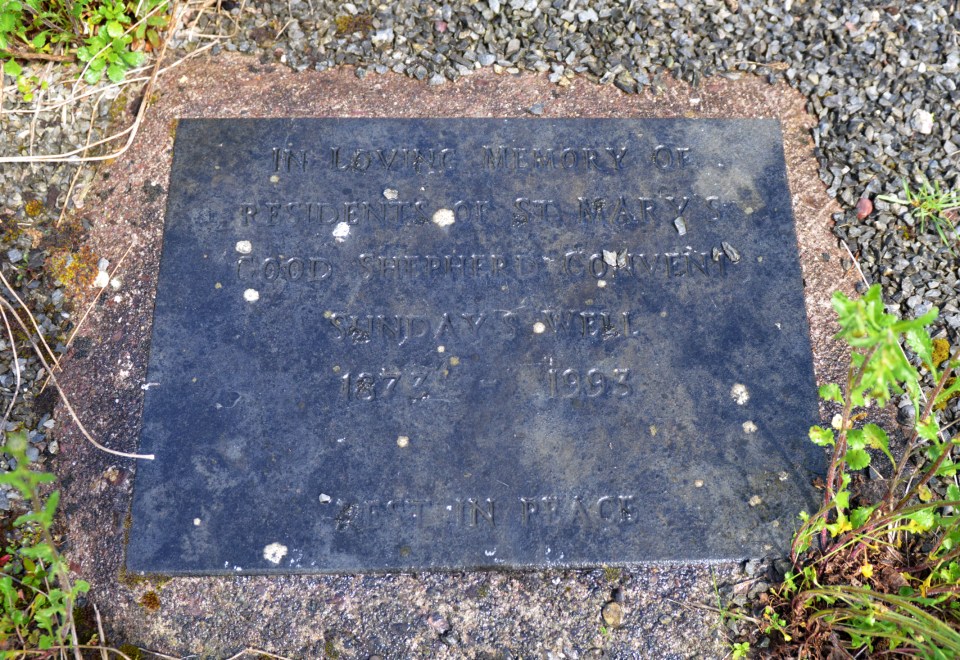 IN LOVING MEMORY OF
RESIDENTS OF ST. MARY'S
GOOD SHEPHERD CONVENT
SUNDAY'S WELL
1873 - 1993
REST IN PEACE